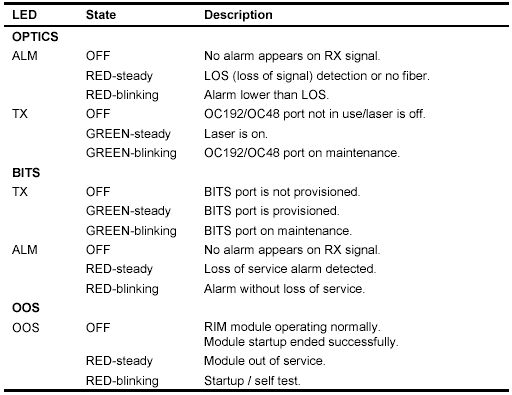 LED State Description
OPTICS
ALM OFF No alarm appears on RX signal.
RED-steady LOS (loss of signal) detection or no fiber.
RED-blinking Alarm lower than LOS.
TX OFF OC192/OC48 port not in use/laser is off.
GREEN-steady Laser is on.
GREEN-blinking OC192/OC48 port on maintenance.
BITS
TX OFF BITS port is not provisioned.
GREEN-steady BITS port is provisioned.
GREEN-blinking BITS port on maintenance.
ALM OFF No alarm appears on RX signal.
RED-steady Loss of service alarm detected.
RED-blinking Alarm without loss of service.
OOS
OOS OFF RIM module operating normally.
Module startup ended successfully.
RED-steady Module out of service.
RED-blinking Startup / self test.